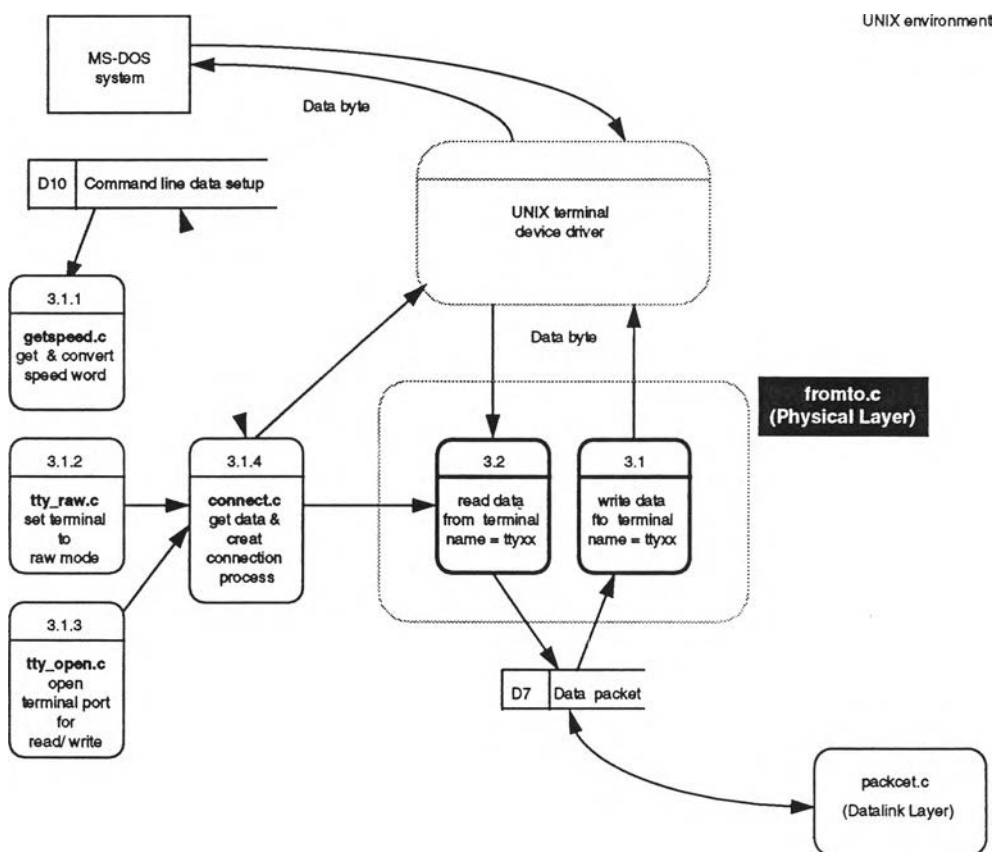 UNIX environment
MS-DOS
system
Data byte
D10 Command line data setup
UNIX terminal
device driver
3.1.1
getspeed.c
get & convert
speed word
Data byte
fromto.c
(Physical Layer)
3.1.2
tty_raw.c
set terminal
to
raw mode
3.1.4
connect.c
get data &
creat
connection
process
3.2
read data
from terminal
name = ttyxx
3.1
write data
fto terminal
name = ttyxx
3.1.3
tty_open.c
open
terminal port
for
read/ write
D7 Data packet
packcet.c
(Datalink Layer)